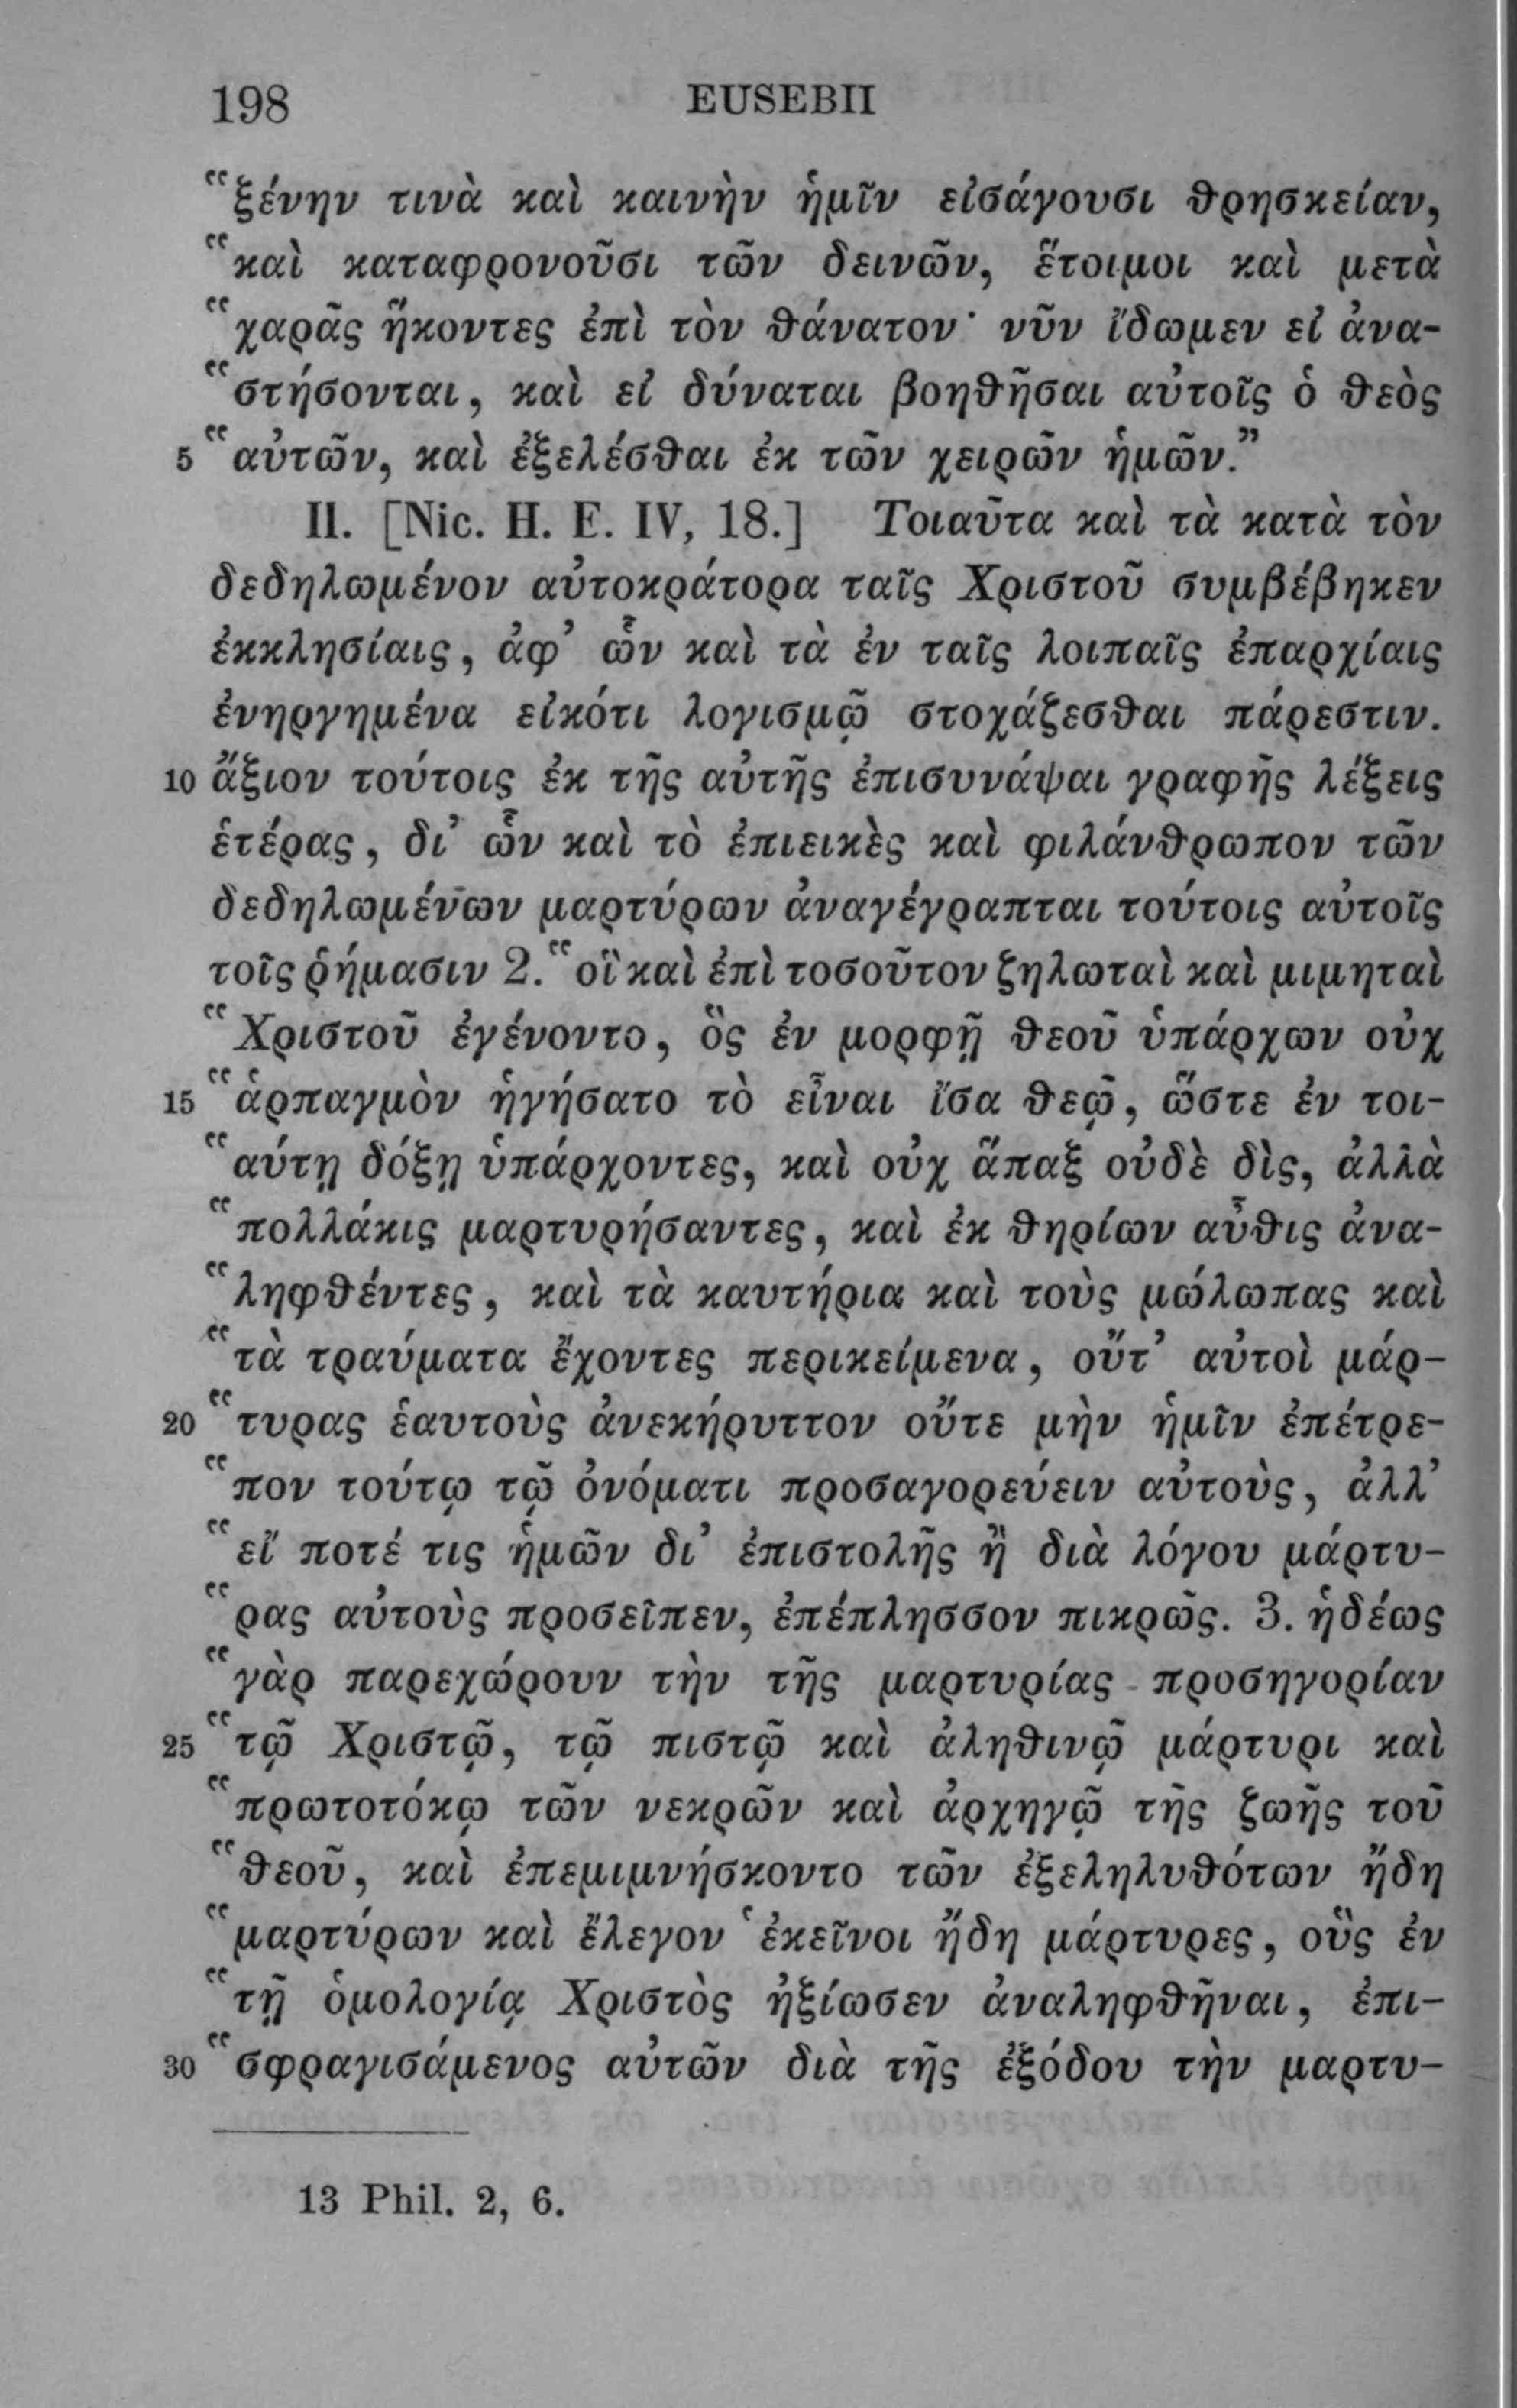 198 EUSEBII
“ξένην τινὰ καὶ καινὴν ἡμῖν εἰσάγουσι θρησκείαν,
“καὶ καταφρονοῦσι τῶν δεινῶν, ἕτοιμοι καὶ μετὰ
“χαρᾶς ἥκοντες ἐπὶ τὸν θάνατον· νῦν ἴδωμεν εἰ ἀνα-
“στήσονται, καὶ εἰ δύναται βοηθῆσαι αὐτοῖς ὁ θεὸς
5 “αὐτῶν, καὶ ἐξελέσθαι ἐκ τῶν χειρῶν ἡμῶν.”
II. [Nic. H. E. IV, 18.] Τοιαῦτα καὶ τὰ κατὰ τὸν
δεδηλωμένον αὐτοκράτορα ταῖς Χριστοῦ συμβέβηκεν
ἐκκλησίαις, ἀφ’ ὧν καὶ τὰ ἐν ταῖς λοιπαῖς ἐπαρχίαις
ἐνηργημένα εἰκότι λογισμῷ στοχάζεσθαι πάρεστιν.
10 ἄξιον τούτοις ἐκ τῆς αὐτῆς ἐπισυνάψαι γραφῆς λέξεις
ἑτέρας, δι’ ὧν καὶ τὸ ἐπιεικὲς καὶ φιλάνθρωπον τῶν
δεδηλωμένων μαρτύρων ἀναγέγραπται τούτοις αὐτοῖς
τοῖς ῥήμασιν 2. “οἳ καὶ ἐπὶ τοσοῦτον ζηλωταὶ καὶ μιμηταὶ
“Χριστοῦ ἐγένοντο, ὃς ἐν μορφῇ θεοῦ ὑπάρχων οὐχ
15 “ἁρπαγμὸν ἡγήσατο τὸ εἶναι ἴσα θεῷ, ὥστε ἐν τοι-
“αύτῃ δόξῃ ὑπάρχοντες, καὶ οὐχ ἅπαξ οὐδὲ δὶς, ἀλλὰ
“πολλάκις μαρτυρήσαντες, καὶ ἐκ θηρίων αὖθις ἀνα-
“ληφθέντες, καὶ τὰ καυτήρια καὶ τοὺς μώλωπας καὶ
“τὰ τραύματα ἔχοντες περικείμενα, οὔτ’ αὐτοὶ μάρ-
20 “τυρας ἑαυτοὺς ἀνεκήρυττον οὔτε μὴν ἡμῖν ἐπέτρε-
“πον τούτῳ τῷ ὀνόματι προσαγορεύειν αὐτοὺς, ἀλλ’
“εἴ ποτέ τις ἡμῶν δι’ ἐπιστολῆς ἢ διὰ λόγου μάρτυ-
“ρας αὐτοὺς προσεῖπεν, ἐπέπλησσον πικρῶς. 3. ἡδέως
“γὰρ παρεχώρουν τὴν τῆς μαρτυρίας προσηγορίαν
25 “τῷ Χριστῷ, τῷ πιστῷ καὶ ἀληθινῷ μάρτυρι καὶ
“πρωτοτόκῳ τῶν νεκρῶν καὶ ἀρχηγῷ τῆς ζωῆς τοῦ
“θεοῦ, καὶ ἐπεμιμνήσκοντο τῶν ἐξεληλυθότων ἤδη
“μαρτύρων καὶ ἔλεγον ‘ἐκεῖνοι ἤδη μάρτυρες, οὓς ἐν
“τῇ ὁμολογίᾳ Χριστὸς ἠξίωσεν ἀναληφθῆναι, ἐπι-
30 “σφραγισάμενος αὐτῶν διὰ τῆς ἐξόδου τὴν μαρτυ-
13 Phil. 2, 6.